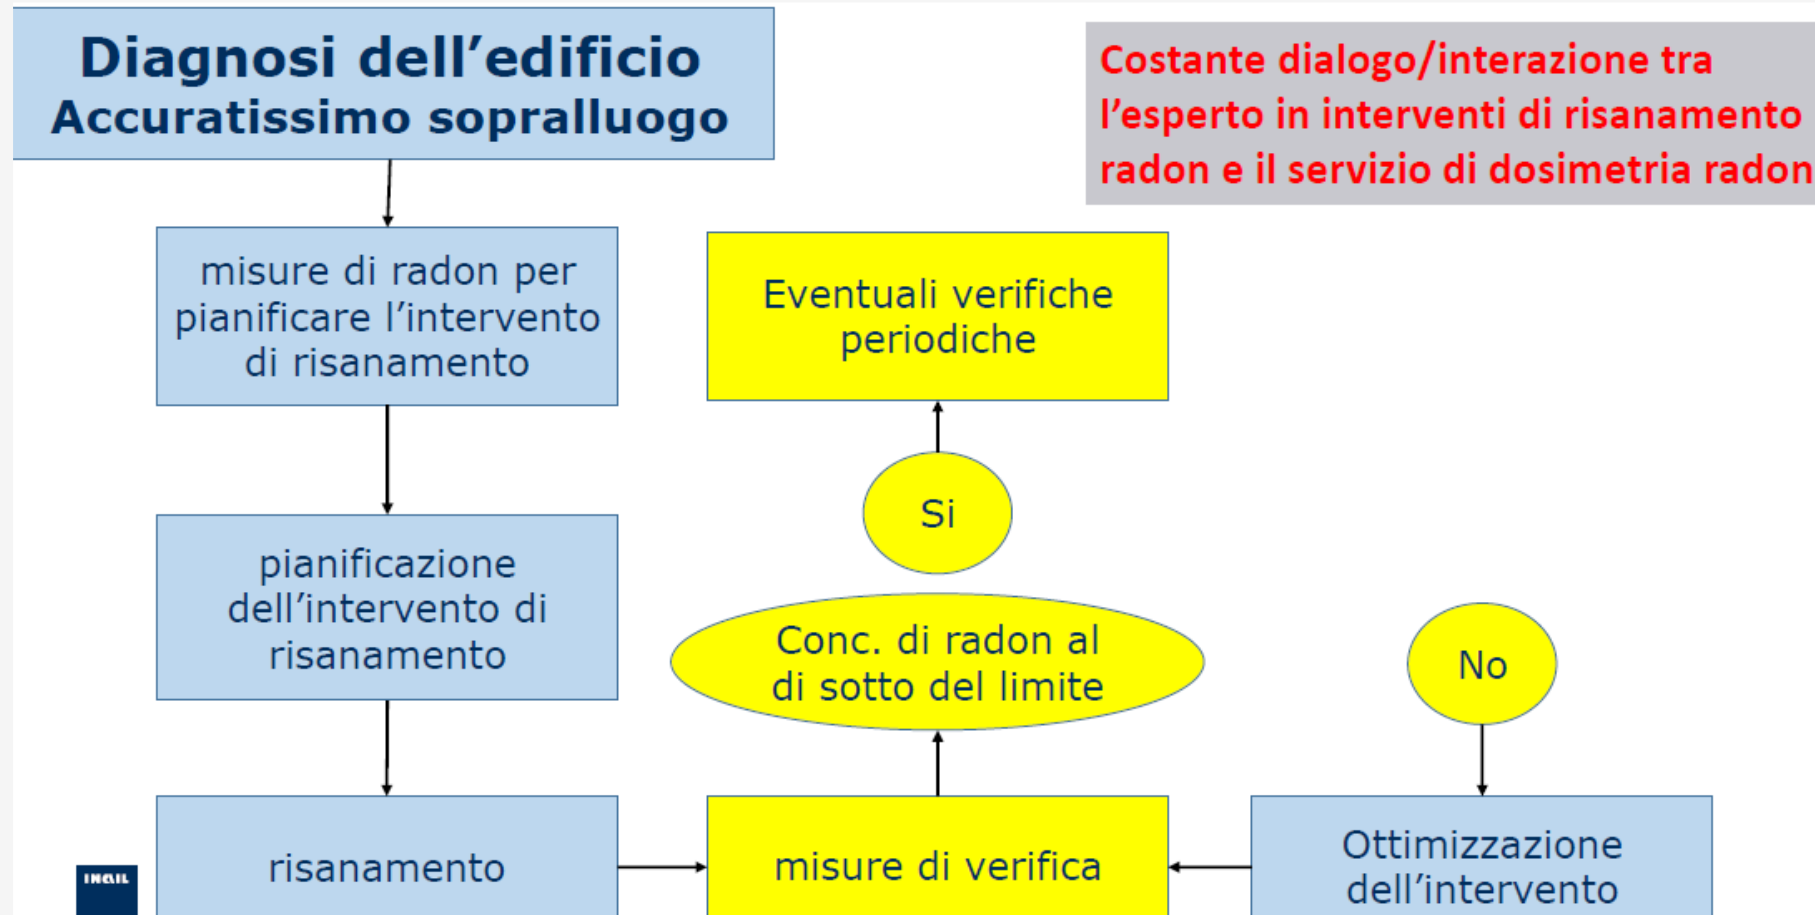 Diagnosi dell’edificio
Accuratissimo sopralluogo
Costante dialogo/interazione tra
l’esperto in interventi di risanamento
radon e il servizio di dosimetria radon
misure di radon per
pianificare l’intervento
di risanamento
Eventuali verifiche
periodiche
Si
pianificazione
dell’intervento di
risanamento
Conc. di radon al
di sotto del limite
No
risanamento
misure di verifica
Ottimizzazione
dell’intervento
INAIL